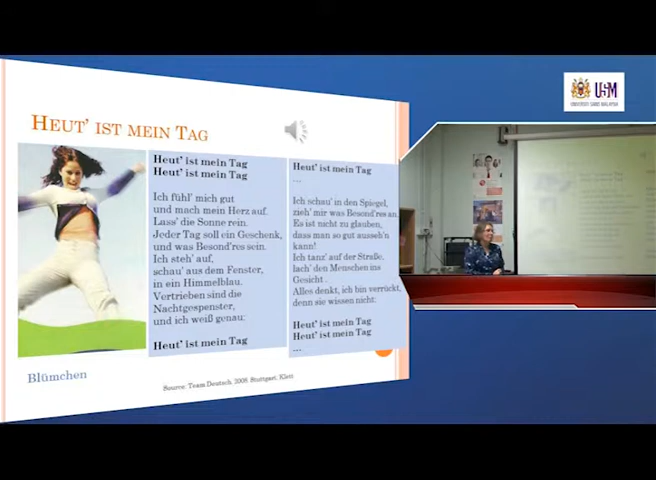 HEUT' IST MEIN TAG
Heut' ist mein Tag
Heut' ist mein Tag
Ich fühl' mich gut
und mach mein Herz auf.
Lass' die Sonne rein.
Jeder Tag soll ein Geschenk,
und was Besond'res sein.
Ich steh' auf,
schau' aus dem Fenster,
in ein Himmelblau.
Vertrieben sind die
Nachtgespenster,
und ich weiß genau:
Heut' ist mein Tag
Heut' ist mein Tag
...
Ich schau' in den Spiegel,
zieh' mir was Besond'res an.
Es ist nicht zu glauben,
dass man so gutausseh'n
kann!
Ich tanz' auf der Straße,
lach' den Menschen ins
Gesicht .
Alles denkt, ich bin verrückt,
denn sie wissen nicht:
Heut' ist mein Tag
Heut' ist mein Tag
...
Blümchen
Source: Team Deutsch, 2008. Stuttgart: Klett
USM
UNIVERSITI SAINS MALAYSIA